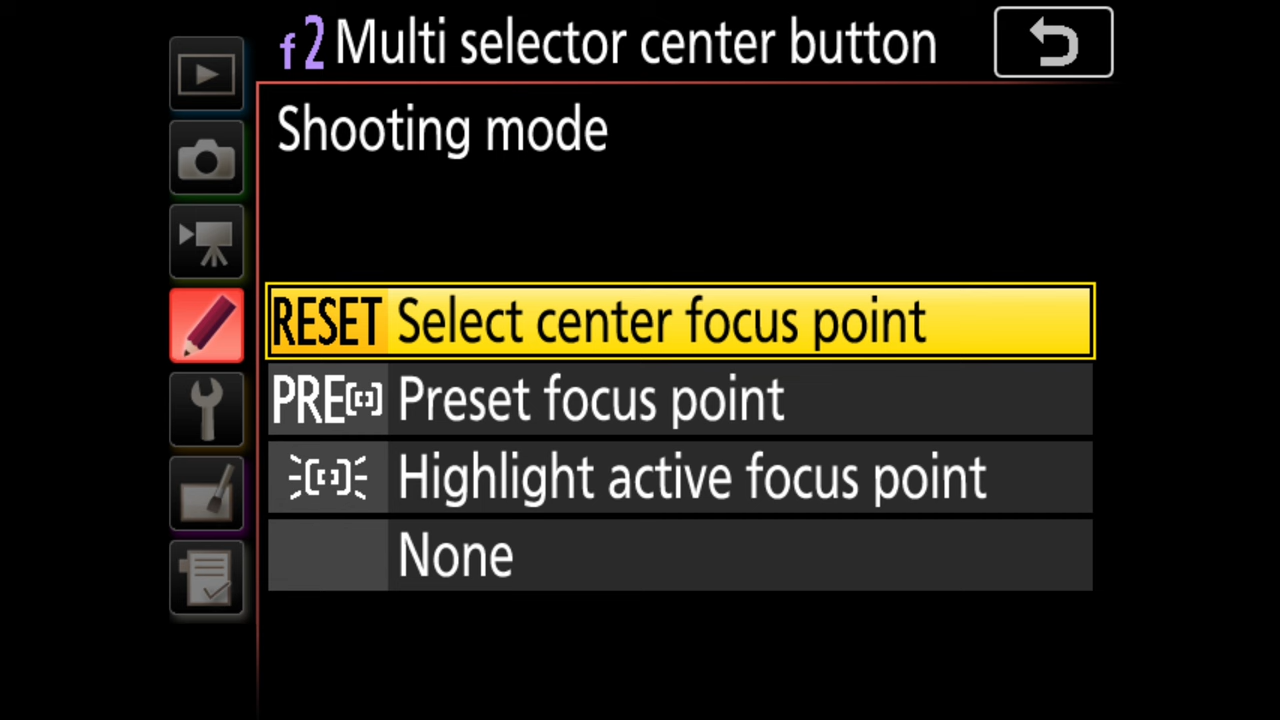 f2 Multi selector center button
Shooting mode
RESET Select center focus point
PRE[ ] Preset focus point
Highlight active focus point
None